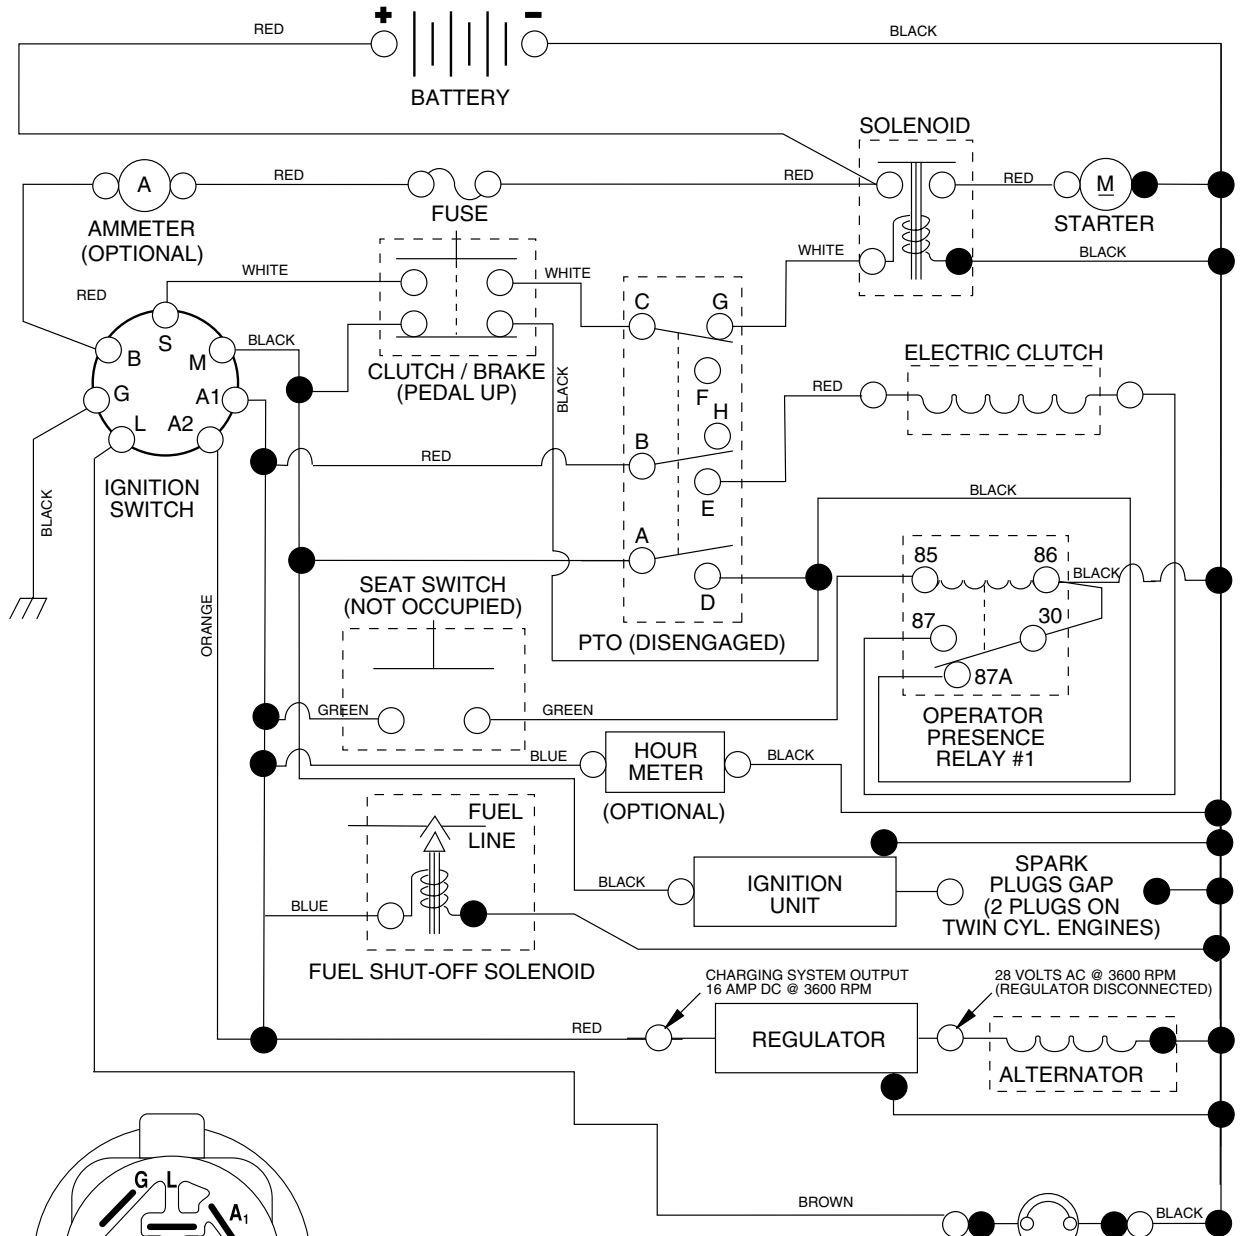 RED
+
–
BLACK
BATTERY
SOLENOID
RED
RED
RED
A
M
AMMETER
(OPTIONAL)
FUSE
STARTER
WHITE
WHITE
WHITE
BLACK
RED
C
G
S
B
M
BLACK
CLUTCH / BRAKE
(PEDAL UP)
BLACK
ELECTRIC CLUTCH
F
RED
G
A1
L
A2
H
B
RED
E
IGNITION
SWITCH
BLACK
BLACK
A
D
85
86
BLACK
SEAT SWITCH
(NOT OCCUPIED)
ORANGE
87
30
87A
PTO (DISENGAGED)
GREEN
GREEN
OPERATOR
PRESENCE
RELAY #1
BLUE
HOUR
METER
BLACK
(OPTIONAL)
FUEL
LINE
BLACK
IGNITION
UNIT
SPARK
PLUGS GAP
(2 PLUGS ON
TWIN CYL. ENGINES)
BLUE
FUEL SHUT-OFF SOLENOID
CHARGING SYSTEM OUTPUT
16 AMP DC @ 3600 RPM
28 VOLTS AC @ 3600 RPM
(REGULATOR DISCONNECTED)
RED
REGULATOR
ALTERNATOR
G
L
A1
BROWN
BLACK